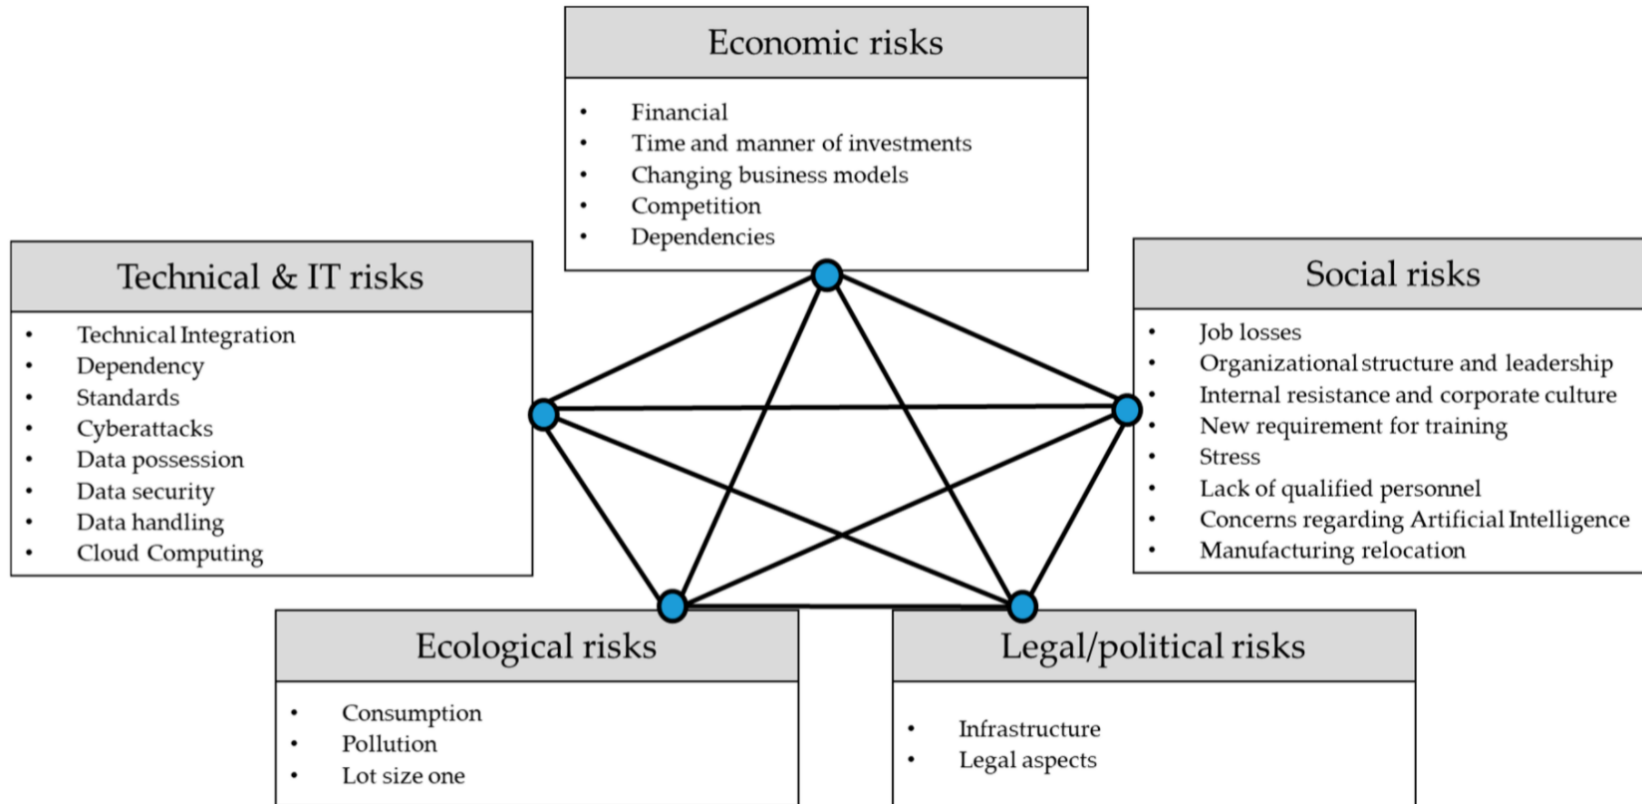 Economic risks
• Financial
• Time and manner of investments
• Changing business models
• Competition
• Dependencies
Technical & IT risks
• Technical Integration
• Dependency
• Standards
• Cyberattacks
• Data possession
• Data security
• Data handling
• Cloud Computing
Social risks
• Job losses
• Organizational structure and leadership
• Internal resistance and corporate culture
• New requirement for training
• Stress
• Lack of qualified personnel
• Concerns regarding Artificial Intelligence
• Manufacturing relocation
Ecological risks
• Consumption
• Pollution
• Lot size one
Legal/political risks
• Infrastructure
• Legal aspects